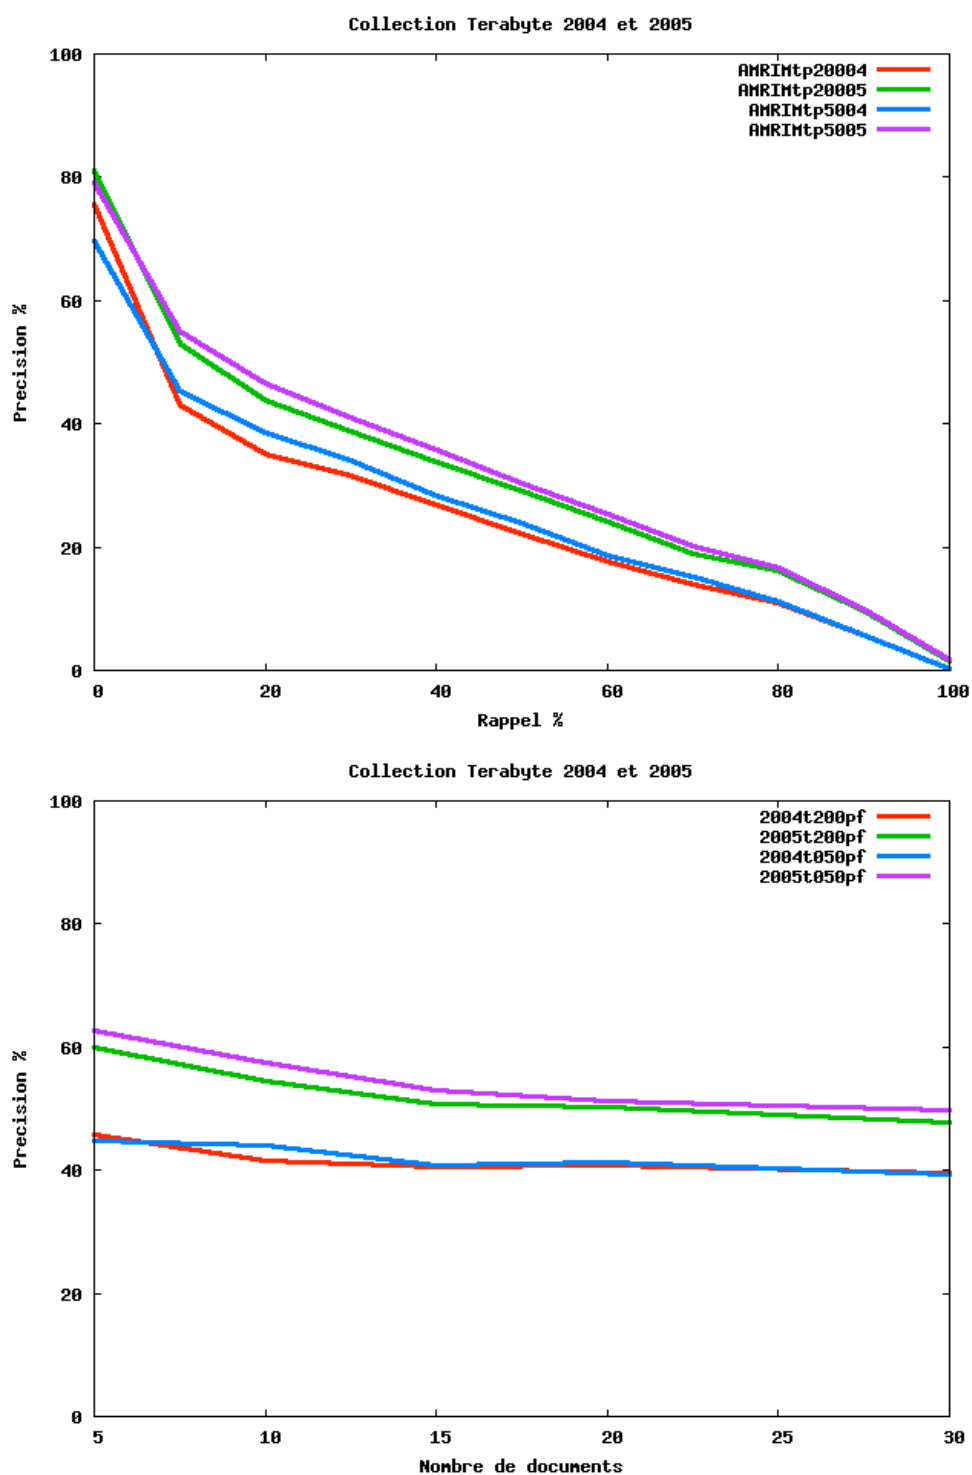 Collection Terabyte 2004 et 2005
100
80
60
40
20
0
Precision %
AMRIMtp20004
AMRIMtp20005
AMRIMtp5004
AMRIMtp5005
0 20 40 60 80 100
Rappel %
Collection Terabyte 2004 et 2005
100
80
60
40
20
0
Precision %
2004t200pf
2005t200pf
2004t050pf
2005t050pf
5 10 15 20 25 30
Nombre de documents